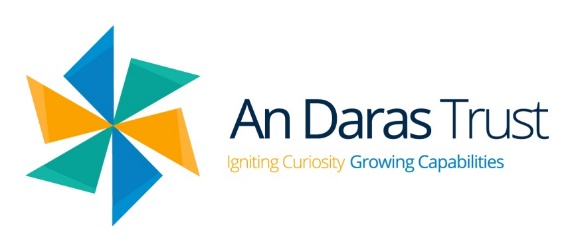 An Daras Trust
Igniting Curiosity Growing Capabilities